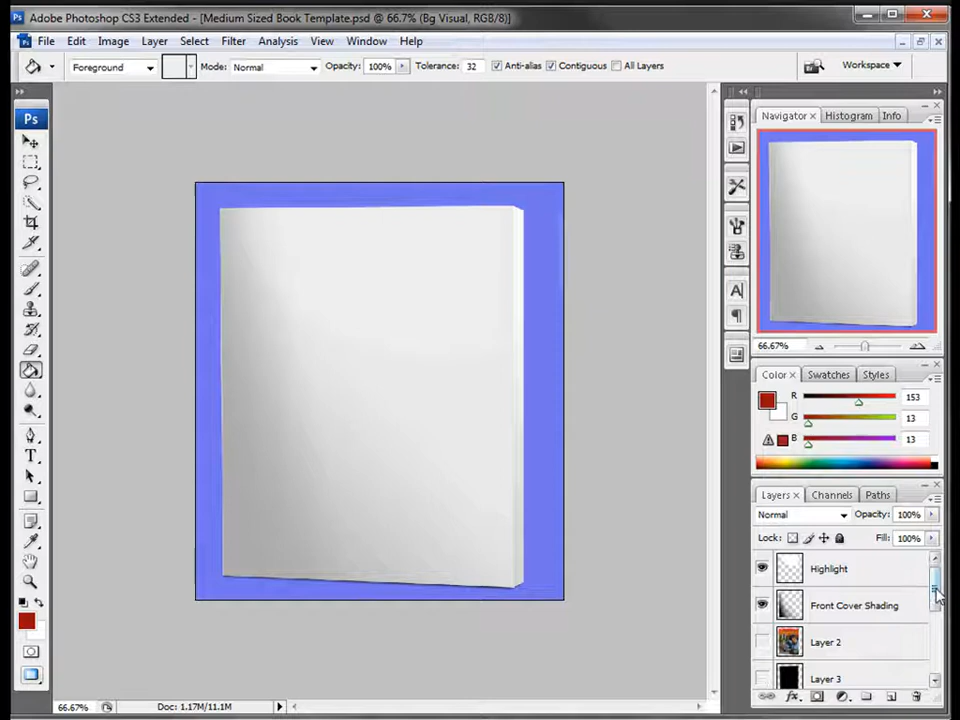 Adobe Photoshop CS3 Extended - [Medium Sized Book Template.psd @ 66.7% (Bg Visual, RGB/8)]
File Edit Image Layer Select Filter Analysis View Window Help
Foreground Mode: Normal Opacity: 100% Tolerance: 32 Anti-alias Contiguous All Layers Workspace
Ps
Navigator × Histogram Info
66.67%
Color × Swatches Styles
R 153
G 13
B 13
Layers × Channels Paths
Normal Opacity: 100%
Lock: Fill: 100%
Highlight
Front Cover Shading
Layer 2
Layer 3
66.67% Doc: 1.17M/11.1M